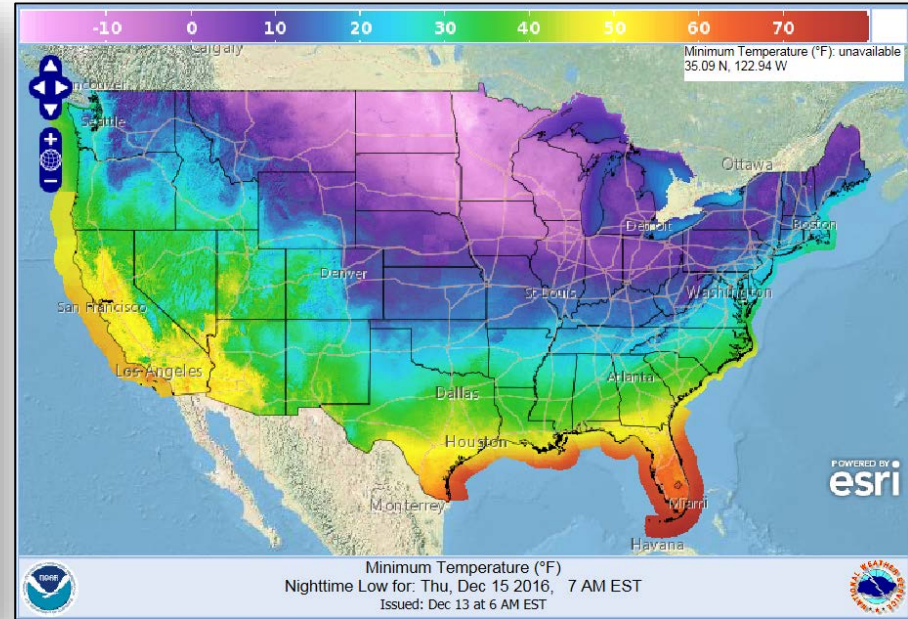 -10 0 10 20 30 40 50 60 70
Minimum Temperature (°F): unavailable
35.09 N, 122.94 W
Calgary
Vancouver
Seattle
Ottawa
Detroit
Boston
Denver
St Louis
Washington
San Francisco
Los Angeles
Atlanta
Dallas
Houston
POWERED BY
esri
Monterrey
Miami
Havana
Minimum Temperature (°F)
Nighttime Low for: Thu, Dec 15 2016, 7 AM EST
Issued: Dec 13 at 6 AM EST